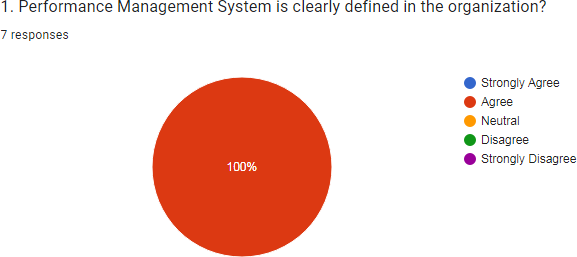 1. Performance Management System is clearly defined in the organization?
7 responses
100%
Strongly Agree
Agree
Neutral
Disagree
Strongly Disagree